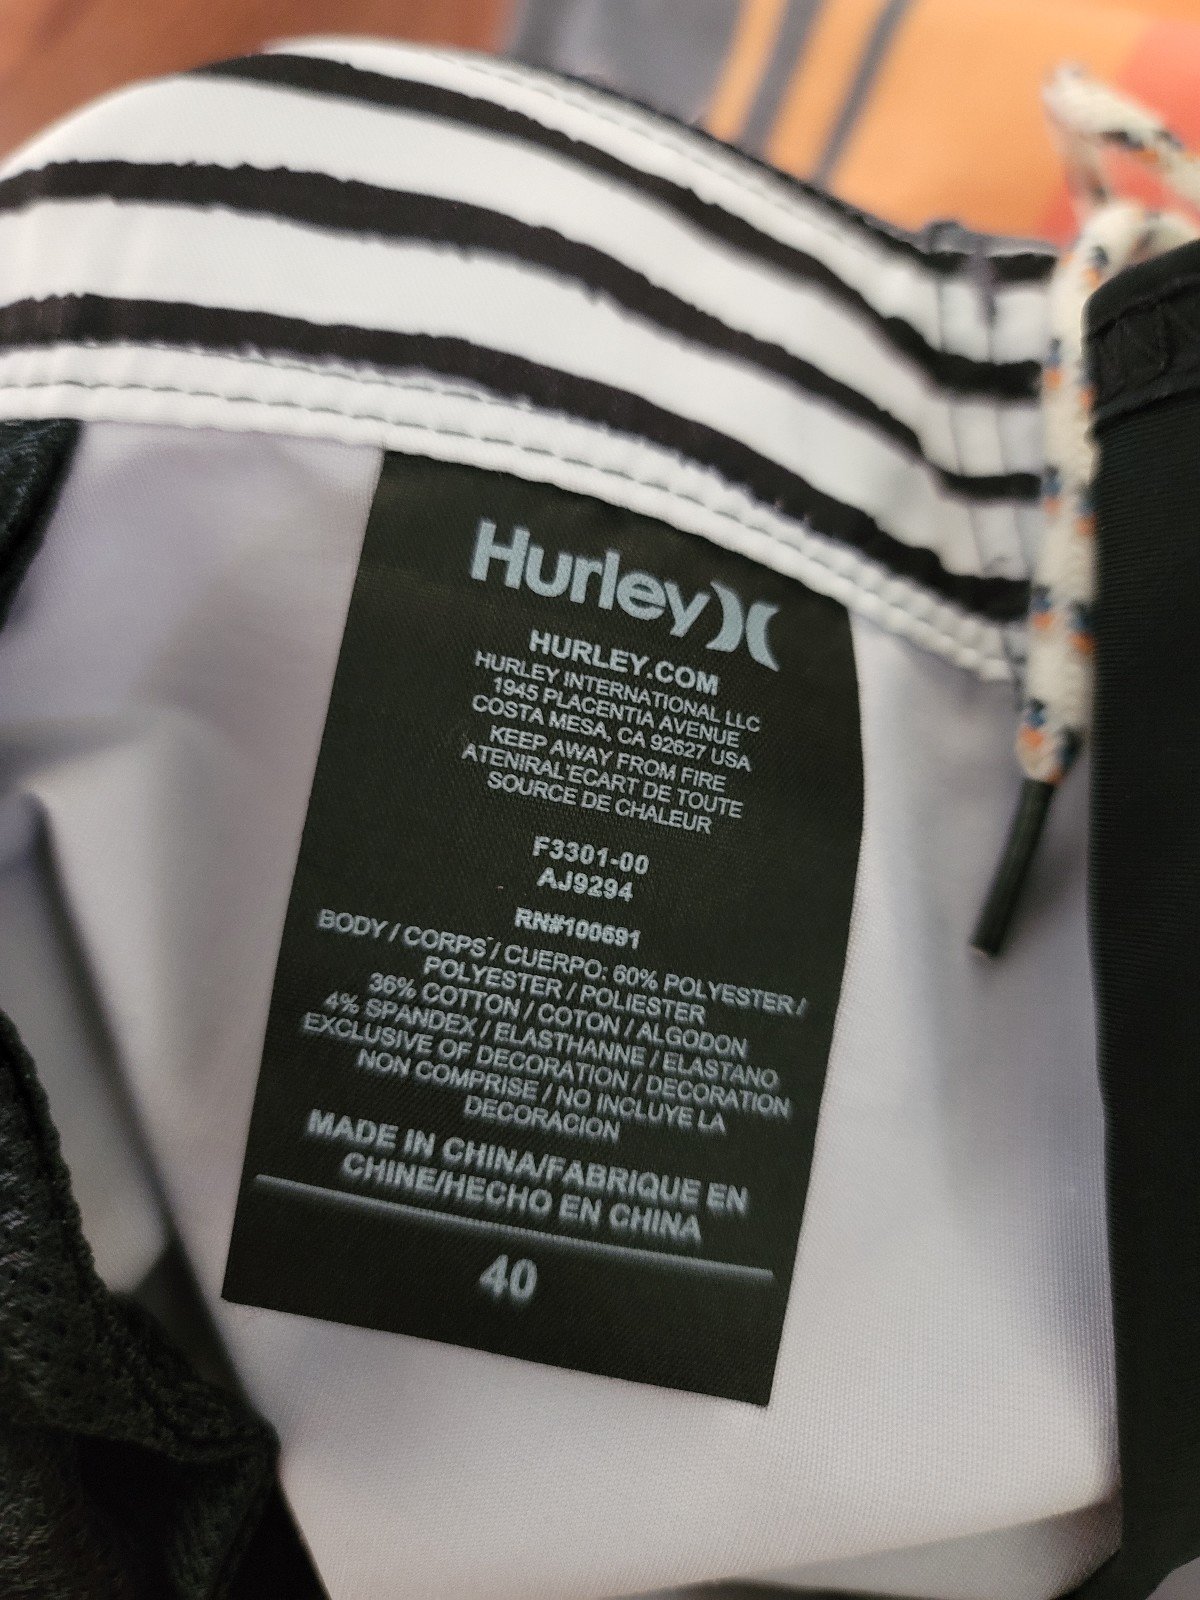 Hurley
HURLEY.COM
HURLEY INTERNATIONAL LLC
1945 PLACENTIA AVENUE
COSTA MESA, CA 92627 USA
KEEP AWAY FROM FIRE
ATENIRAL'ECART DE TOUTE
SOURCE DE CHALEUR
F3301-00
AJ9294
RN#100691
BODY / CORPS / CUERPO: 60% POLYESTER /
POLYESTER / POLIESTER
36% COTTON / COTON / ALGODON
4% SPANDEX / ELASTHANNE / ELASTANO
EXCLUSIVE OF DECORATION / DECORATION
NON COMPRISE / NO INCLUYE LA
DECORACION
MADE IN CHINA/FABRIQUE EN
CHINE/HECHO EN CHINA
40